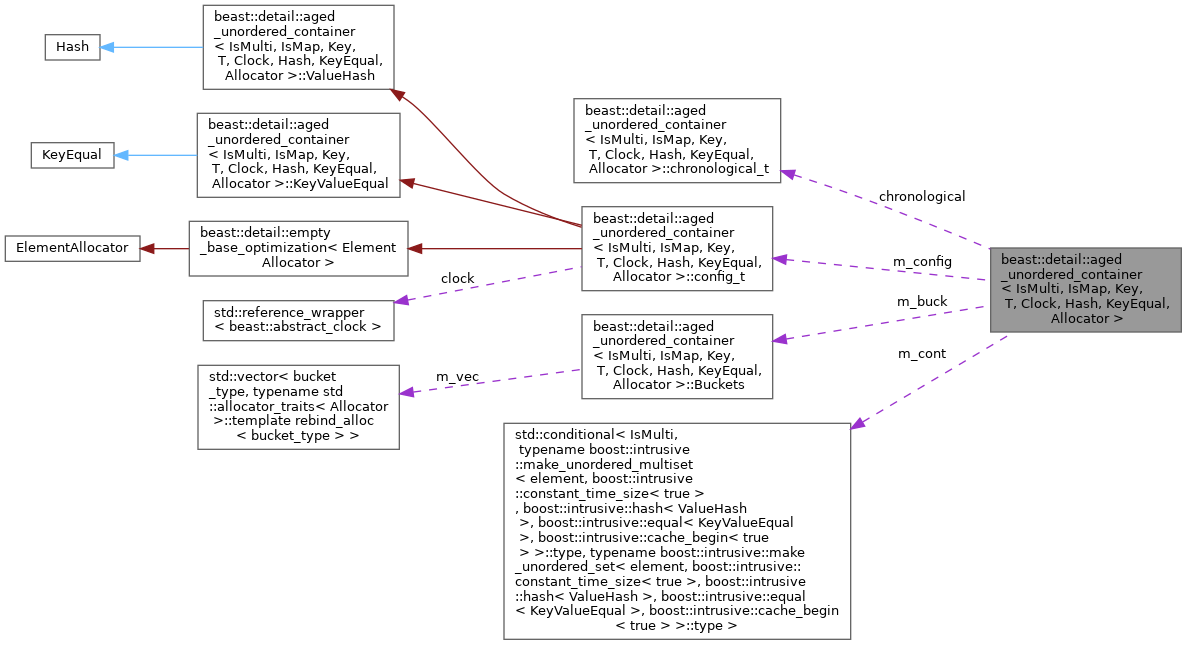 Hash
beast::detail::aged
_unordered_container
< IsMulti, IsMap, Key,
T, Clock, Hash, KeyEqual,
Allocator >::ValueHash
KeyEqual
beast::detail::aged
_unordered_container
< IsMulti, IsMap, Key,
T, Clock, Hash, KeyEqual,
Allocator >::KeyValueEqual
ElementAllocator
beast::detail::empty
_base_optimization< Element
Allocator >
clock
std::reference_wrapper
< beast::abstract_clock >
m_vec
std::vector< bucket
_type, typename std
::allocator_traits< Allocator
>::template rebind_alloc
< bucket_type > >
beast::detail::aged
_unordered_container
< IsMulti, IsMap, Key,
T, Clock, Hash, KeyEqual,
Allocator >::chronological_t
beast::detail::aged
_unordered_container
< IsMulti, IsMap, Key,
T, Clock, Hash, KeyEqual,
Allocator >::config_t
beast::detail::aged
_unordered_container
< IsMulti, IsMap, Key,
T, Clock, Hash, KeyEqual,
Allocator >::Buckets
std::conditional< IsMulti,
typename boost::intrusive
::make_unordered_multiset
< element, boost::intrusive
::constant_time_size< true >
, boost::intrusive::hash< ValueHash
>, boost::intrusive::equal< KeyValueEqual
>, boost::intrusive::cache_begin< true
> >::type, typename boost::intrusive::make
_unordered_set< element, boost::intrusive::
constant_time_size< true >, boost::intrusive
::hash< ValueHash >, boost::intrusive::equal
< KeyValueEqual >, boost::intrusive::cache_begin
< true > >::type >
chronological
m_config
m_buck
m_cont
beast::detail::aged
_unordered_container
< IsMulti, IsMap, Key,
T, Clock, Hash, KeyEqual,
Allocator >